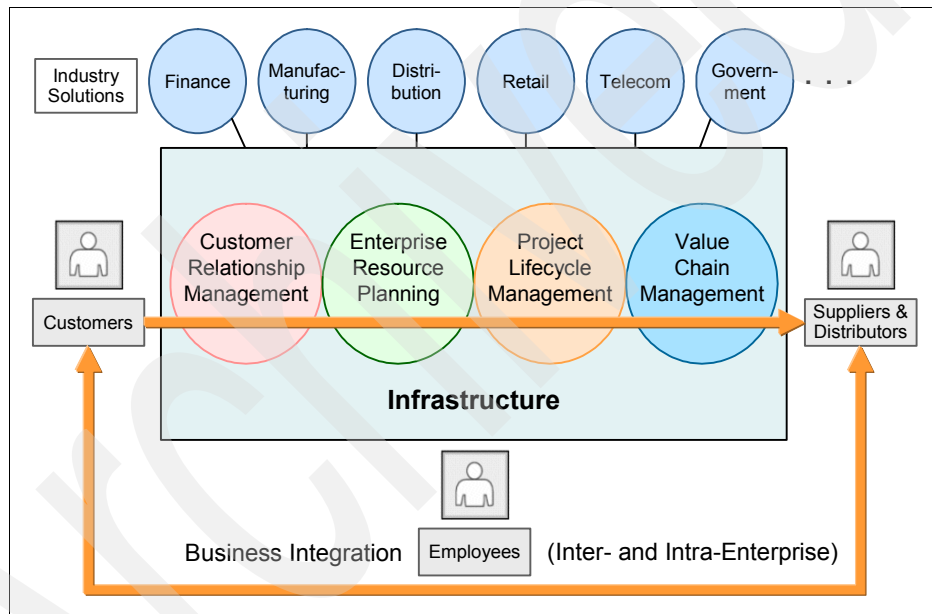 Industry
Solutions
Finance
Manufac-
turing
Distri-
bution
Retail
Telecom
Govern-
ment
. . .
Customer
Relationship
Management
Enterprise
Resource
Planning
Project
Lifecycle
Management
Value
Chain
Management
Customers
Suppliers &
Distributors
Infrastructure
Business Integration
Employees
(Inter- and Intra-Enterprise)
Archived